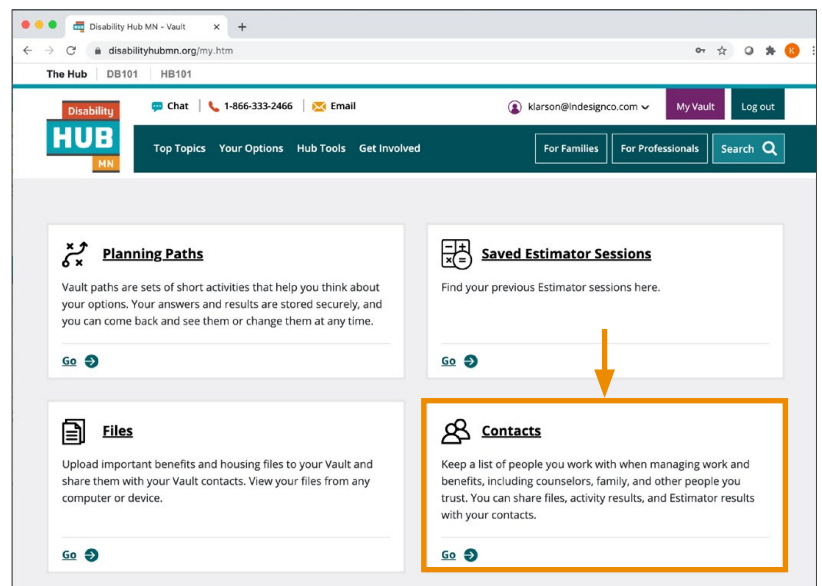 Disability Hub MN - Vault
disabilityhubmn.org/my.htm
K
The Hub DB101 HB101
Disability
HUB
MN
Chat 1-866-333-2466 Email
klarson@indesignco.com My Vault Log out
Top Topics Your Options Hub Tools Get Involved
For Families For Professionals Search
Planning Paths
Vault paths are sets of short activities that help you think about
your options. Your answers and results are stored securely, and
you can come back and see them or change them at any time.
Go
Saved Estimator Sessions
Find your previous Estimator sessions here.
Go
Files
Upload important benefits and housing files to your Vault and
share them with your Vault contacts. View your files from any
computer or device.
Go
Contacts
Keep a list of people you work with when managing work and
benefits, including counselors, family, and other people you
trust. You can share files, activity results, and Estimator results
with your contacts.
Go